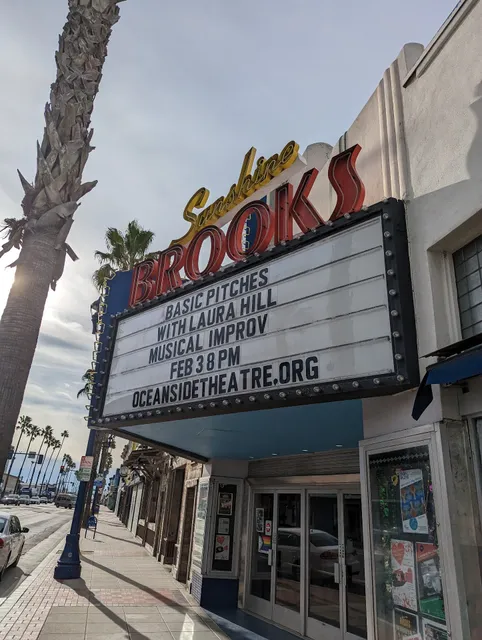 Sunshine
BROOKS
BASIC PITCHES
WITH LAURA HILL
MUSICAL IMPROV
FEB 3 8 PM
OCEANSIDETHEATRE.ORG